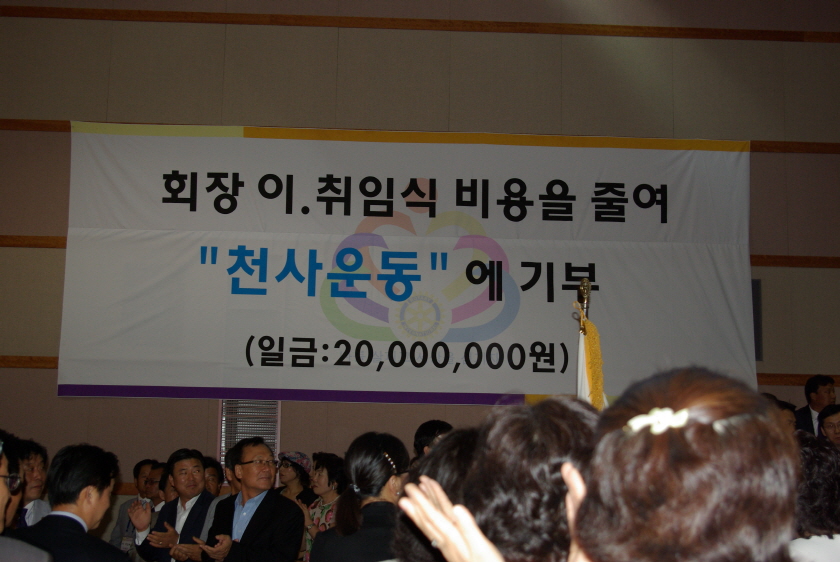 회장 이.취임식 비용을 줄여
"천사운동" 에 기부
(일금:20,000,000원)